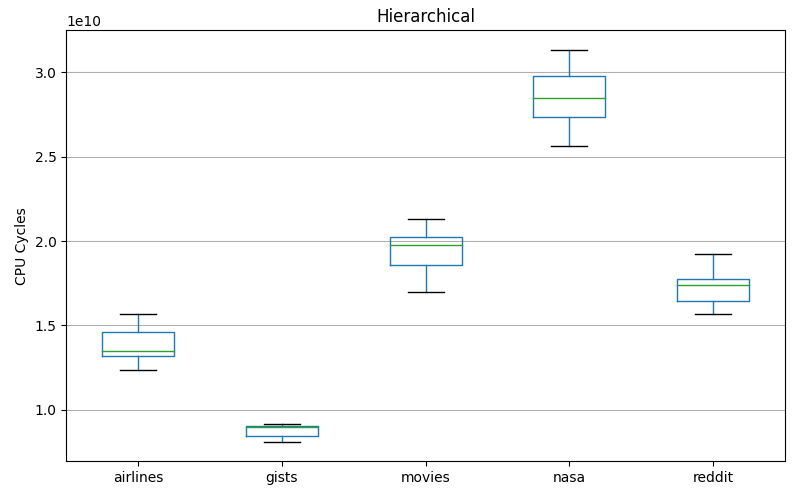 Hierarchical
1e10
CPU Cycles
3.0
2.5
2.0
1.5
1.0
airlines
gists
movies
nasa
reddit